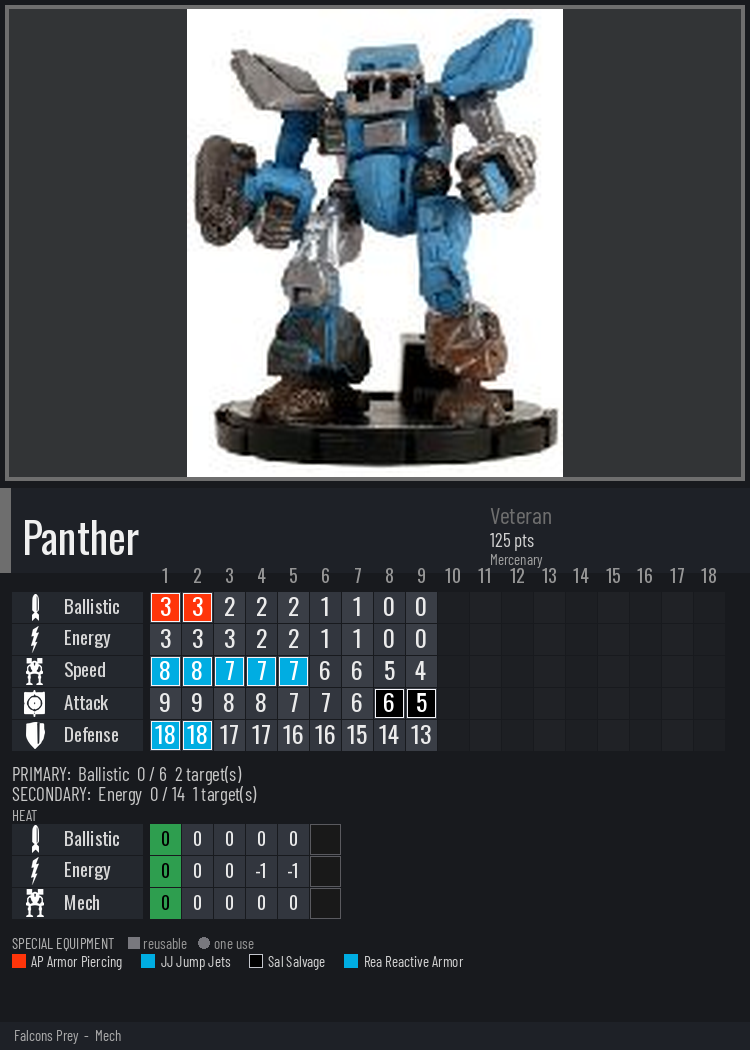 Panther
Veteran
125 pts
Mercenary
1 2 3 4 5 6 7 8 9 10 11 12 13 14 15 16 17 18
Ballistic 3 3 2 2 2 1 1 0 0
Energy 3 3 3 2 2 1 1 0 0
Speed 8 8 7 7 7 6 6 5 4
Attack 9 9 8 8 7 7 6 6 5
Defense 18 18 17 17 16 16 15 14 13
PRIMARY: Ballistic 0 / 6 2 target(s)
SECONDARY: Energy 0 / 14 1 target(s)
HEAT
Ballistic 0 0 0 0 0
Energy 0 0 0 -1 -1
Mech 0 0 0 0 0
SPECIAL EQUIPMENT reusable one use
AP Armor Piercing JJ Jump Jets Sal Salvage Rea Reactive Armor
Falcons Prey - Mech